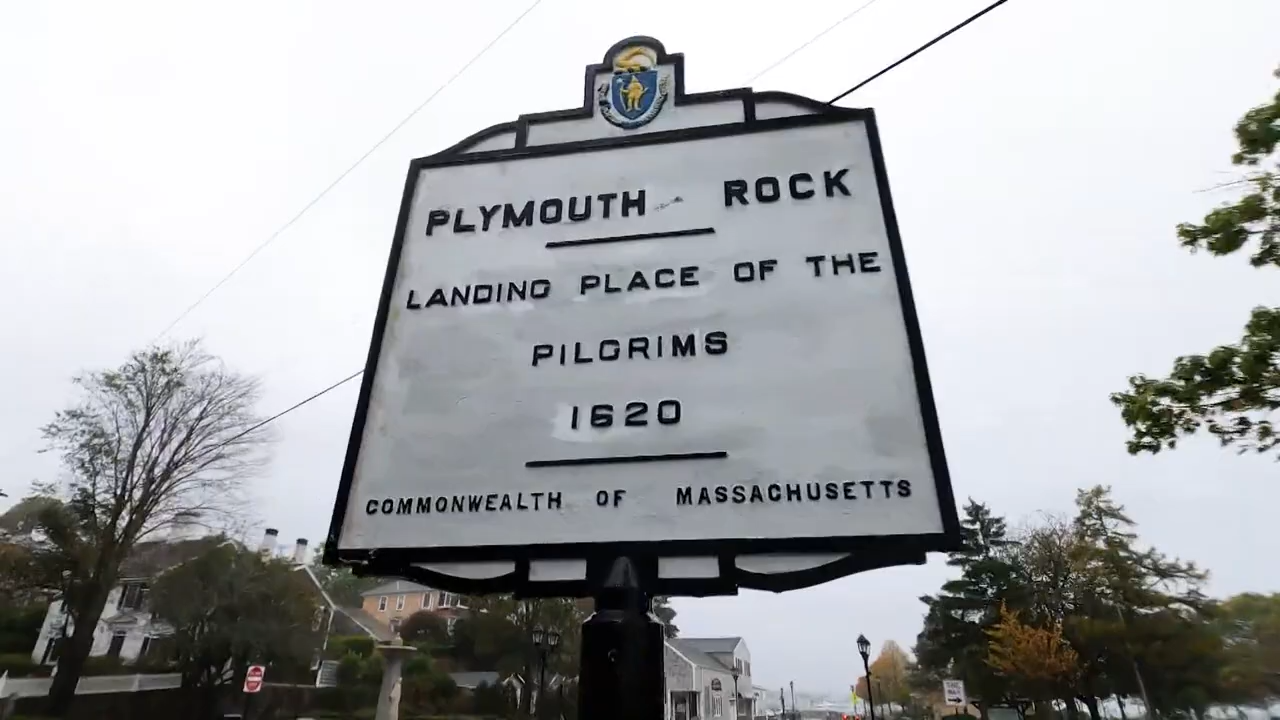 PLYMOUTH ROCK
LANDING PLACE OF THE
PILGRIMS
1620
COMMONWEALTH OF MASSACHUSETTS